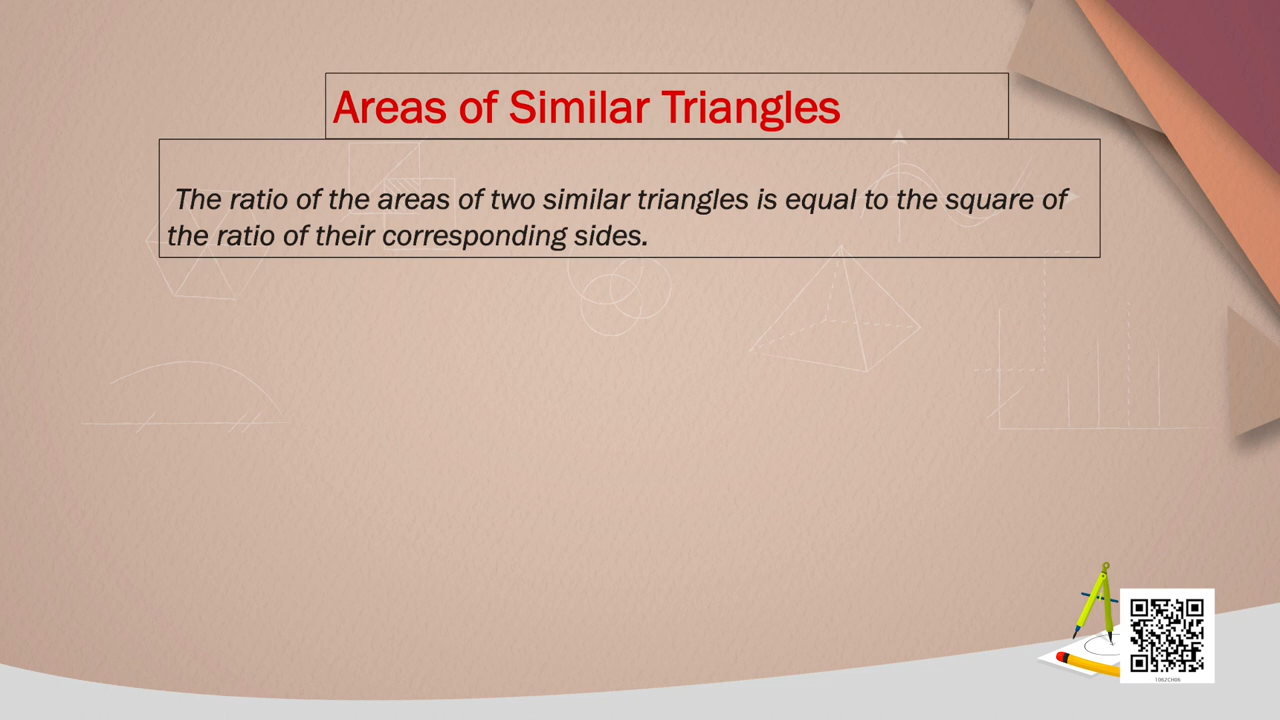 Areas of Similar Triangles
The ratio of the areas of two similar triangles is equal to the square of
the ratio of their corresponding sides.
1062CH06